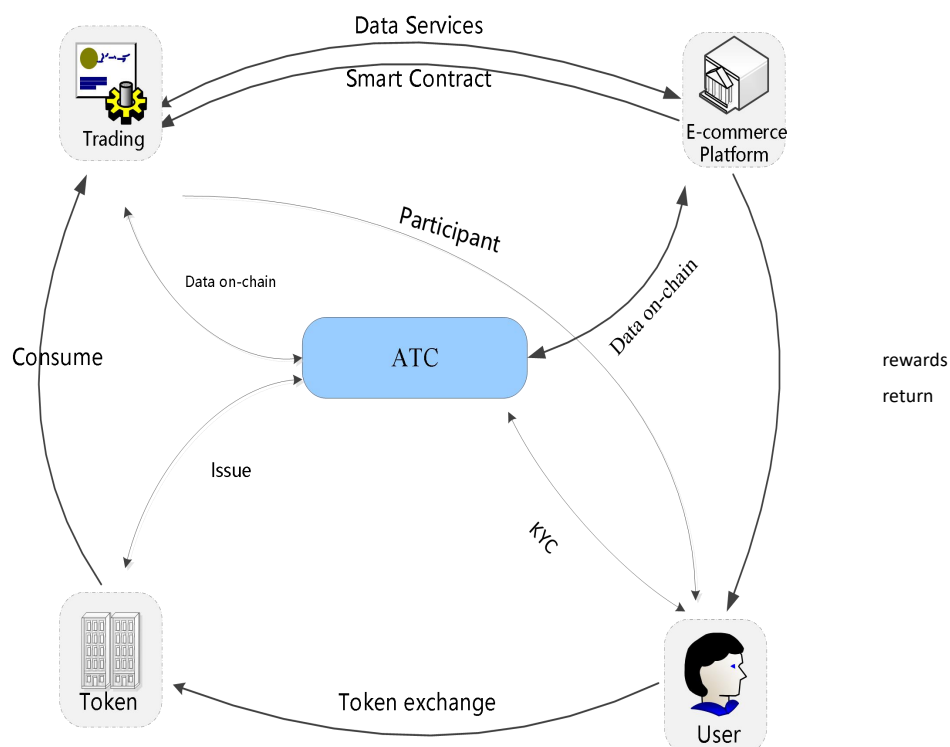 Data Services
Smart Contract
Trading
E-commerce
Platform
Participant
Data on-chain
Data on-chain
ATC
Consume
rewards
return
Issue
KYC
Token exchange
Token
User